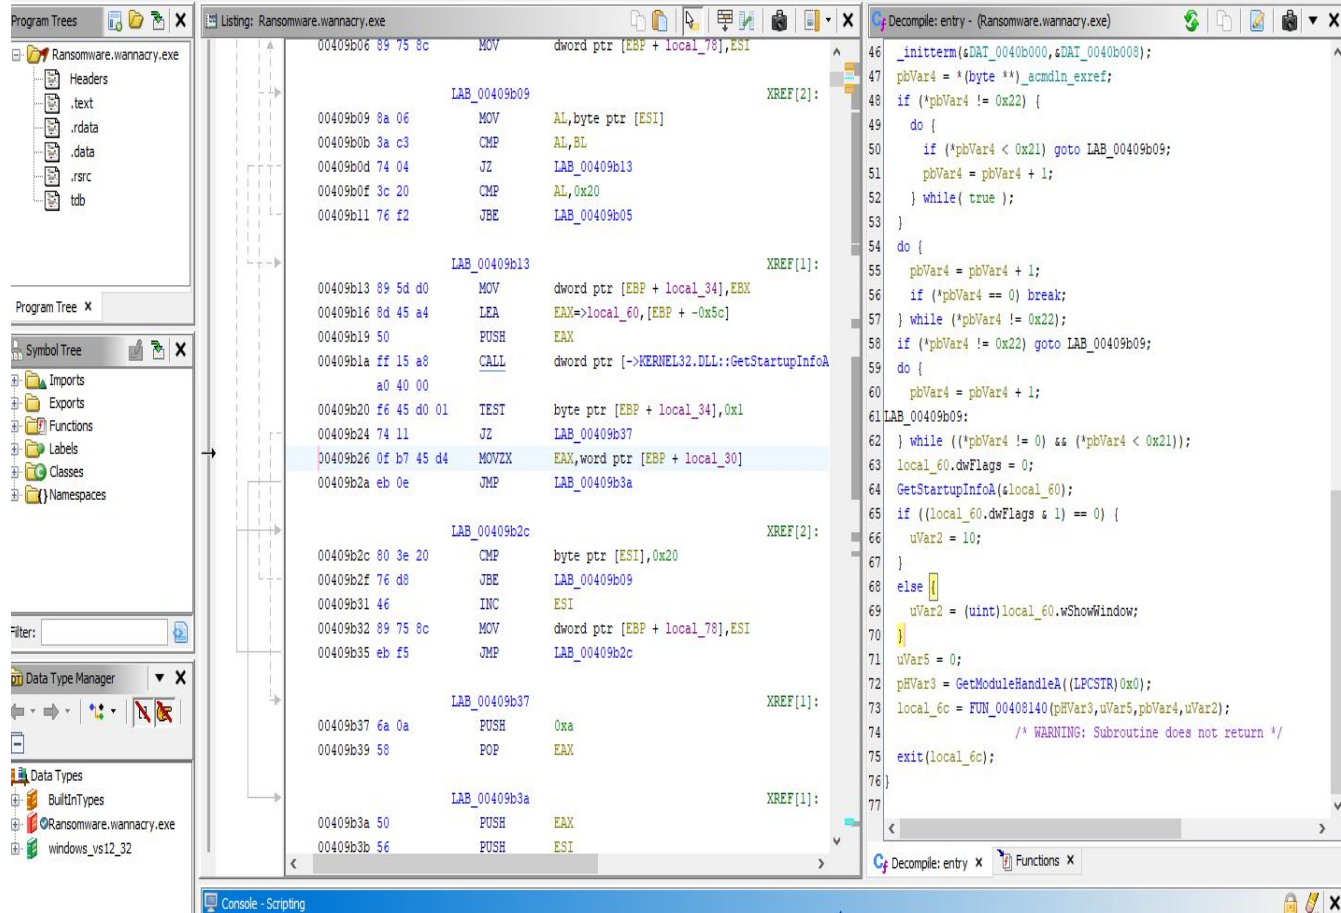 Program Trees
Ransomware.wannacry.exe
Headers
.text
.rdata
.data
.rsrc
tdb
Program Tree
Symbol Tree
Imports
Exports
Functions
Labels
Classes
Namespaces
Filter:
Data Type Manager
Data Types
BuiltInTypes
Ransomware.wannacry.exe
windows_vs12_32
Listing: Ransomware.wannacry.exe
00409b06 89 75 8c MOV dword ptr [EBP + local_78],ESI
LAB_00409b09 XREF[2]:
00409b09 8a 06 MOV AL,byte ptr [ESI]
00409b0b 3a c3 CMP AL,BL
00409b0d 74 04 JZ LAB_00409b13
00409b0f 3c 20 CMP AL,0x20
00409b11 76 f2 JBE LAB_00409b05
LAB_00409b13 XREF[1]:
00409b13 89 5d d0 MOV dword ptr [EBP + local_34],EBX
00409b16 8d 45 a4 LEA EAX=>local_60,[EBP + -0x5c]
00409b19 50 PUSH EAX
00409b1a ff 15 a8 CALL dword ptr [->KERNEL32.DLL::GetStartupInfoA
a0 40 00
00409b20 f6 45 d0 01 TEST byte ptr [EBP + local_34],0x1
00409b24 74 11 JZ LAB_00409b37
00409b26 0f b7 45 d4 MOVZX EAX,word ptr [EBP + local_30]
00409b2a eb 0e JMP LAB_00409b3a
LAB_00409b2c XREF[2]:
00409b2c 80 3e 20 CMP byte ptr [ESI],0x20
00409b2f 76 d8 JBE LAB_00409b09
00409b31 46 INC ESI
00409b32 89 75 8c MOV dword ptr [EBP + local_78],ESI
00409b35 eb f5 JMP LAB_00409b2c
LAB_00409b37 XREF[1]:
00409b37 6a 0a PUSH 0xa
00409b39 58 POP EAX
LAB_00409b3a XREF[1]:
00409b3a 50 PUSH EAX
00409b3b 56 PUSH ESI
Decompile: entry - (Ransomware.wannacry.exe)
46 _initterm(&DAT_0040b000,&DAT_0040b008);
47 pbVar4 = *(byte **)_acmdln_exref;
48 if (*pbVar4 != 0x22) {
49 do {
50 if (*pbVar4 < 0x21) goto LAB_00409b09;
51 pbVar4 = pbVar4 + 1;
52 } while( true );
53 }
54 do {
55 pbVar4 = pbVar4 + 1;
56 if (*pbVar4 == 0) break;
57 } while (*pbVar4 != 0x22);
58 if (*pbVar4 != 0x22) goto LAB_00409b09;
59 do {
60 pbVar4 = pbVar4 + 1;
61 LAB_00409b09:
62 } while ((*pbVar4 != 0) && (*pbVar4 < 0x21));
63 local_60.dwFlags = 0;
64 GetStartupInfoA(&local_60);
65 if ((local_60.dwFlags & 1) == 0) {
66 uVar2 = 10;
67 }
68 else {
69 uVar2 = (uint)local_60.wShowWindow;
70 }
71 uVar5 = 0;
72 pHVar3 = GetModuleHandleA((LPCSTR)0x0);
73 local_6c = FUN_00408140(pHVar3,uVar5,pbVar4,uVar2);
74 /* WARNING: Subroutine does not return */
75 exit(local_6c);
76 }
77
Decompile: entry
Functions
Console - Scripting